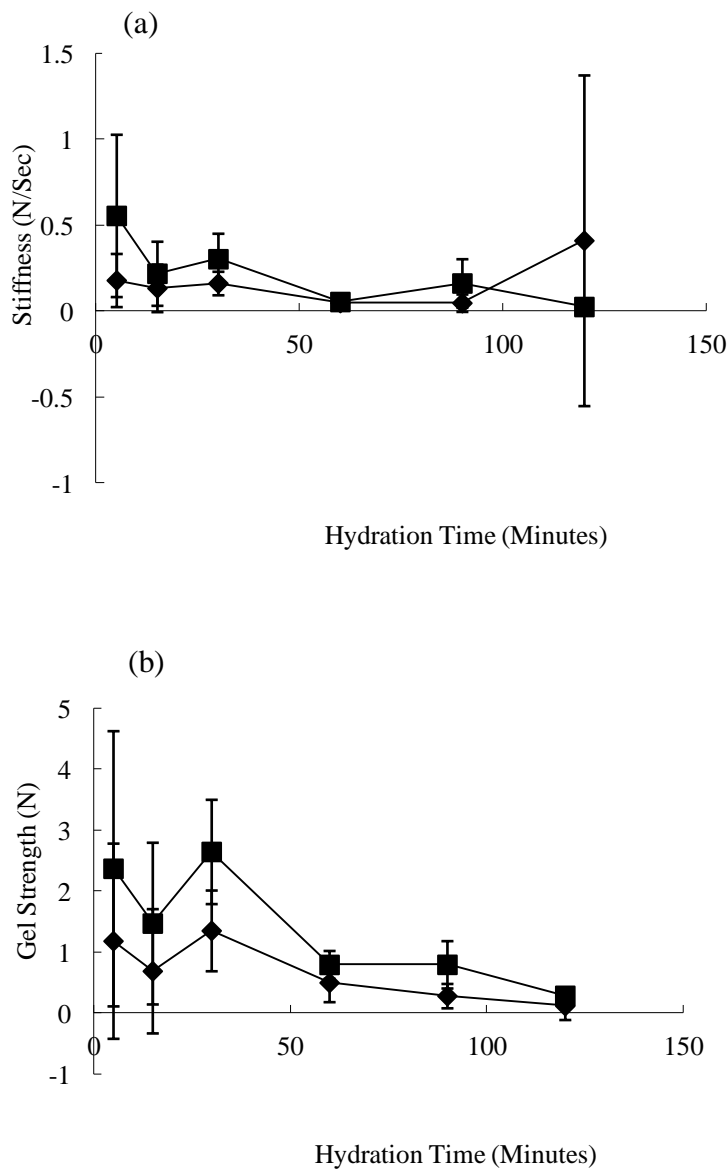 (a)
1.5
1
0.5
0
-0.5
-1
Stiffness (N/Sec)
0 50 100 150
Hydration Time (Minutes)
(b)
5
4
3
2
1
0
-1
Gel Strength (N)
0 50 100 150
Hydration Time (Minutes)